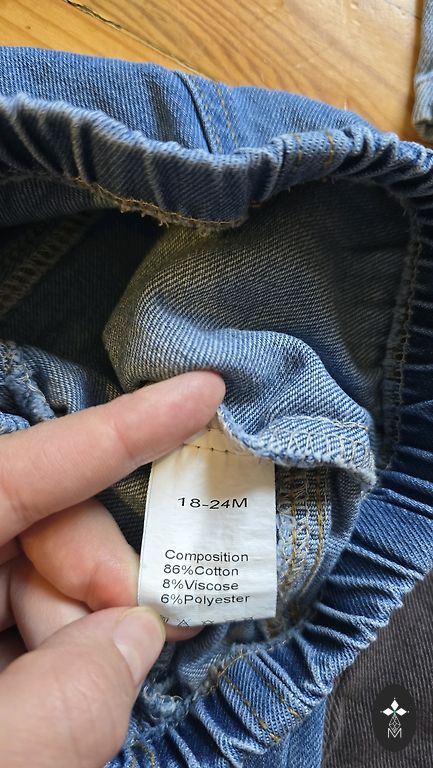 18-24M
Composition
86%Cotton
8%Viscose
6%Polyester